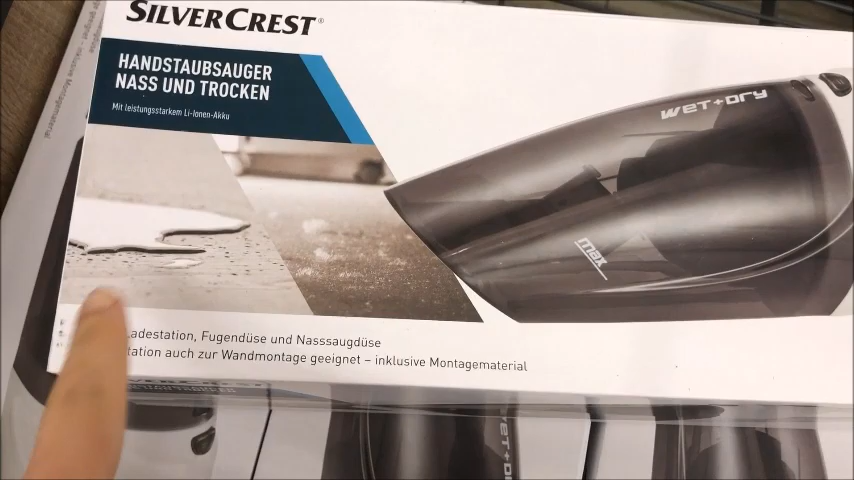 SILVERCREST®
HANDSTAUBSAUGER
NASS UND TROCKEN
Mit leistungsstarkem Li-Ionen-Akku
WET+DRY
max
adestation, Fugendüse und Nasssaugdüse
tation auch zur Wandmontage geeignet – inklusive Montagematerial